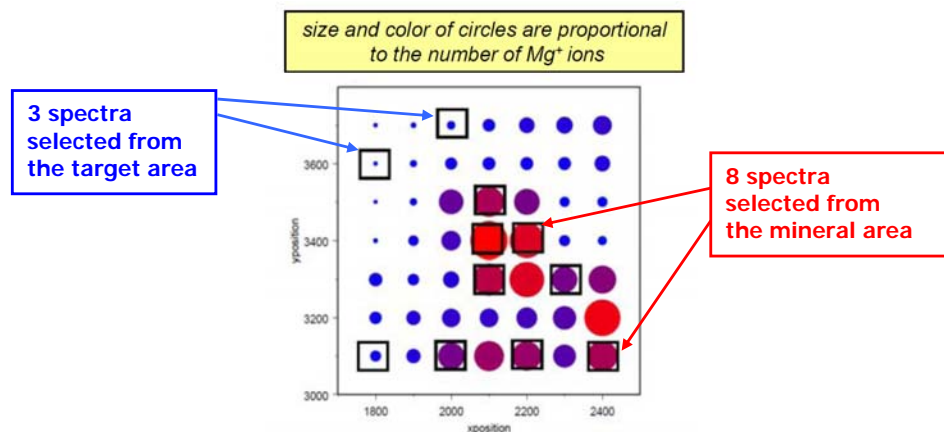 size and color of circles are proportional
to the number of Mg+ ions
3 spectra
selected from
the target area
8 spectra
selected from
the mineral area
3600
3400
3200
3000
yposition
1800
2000
2200
2400
xposition